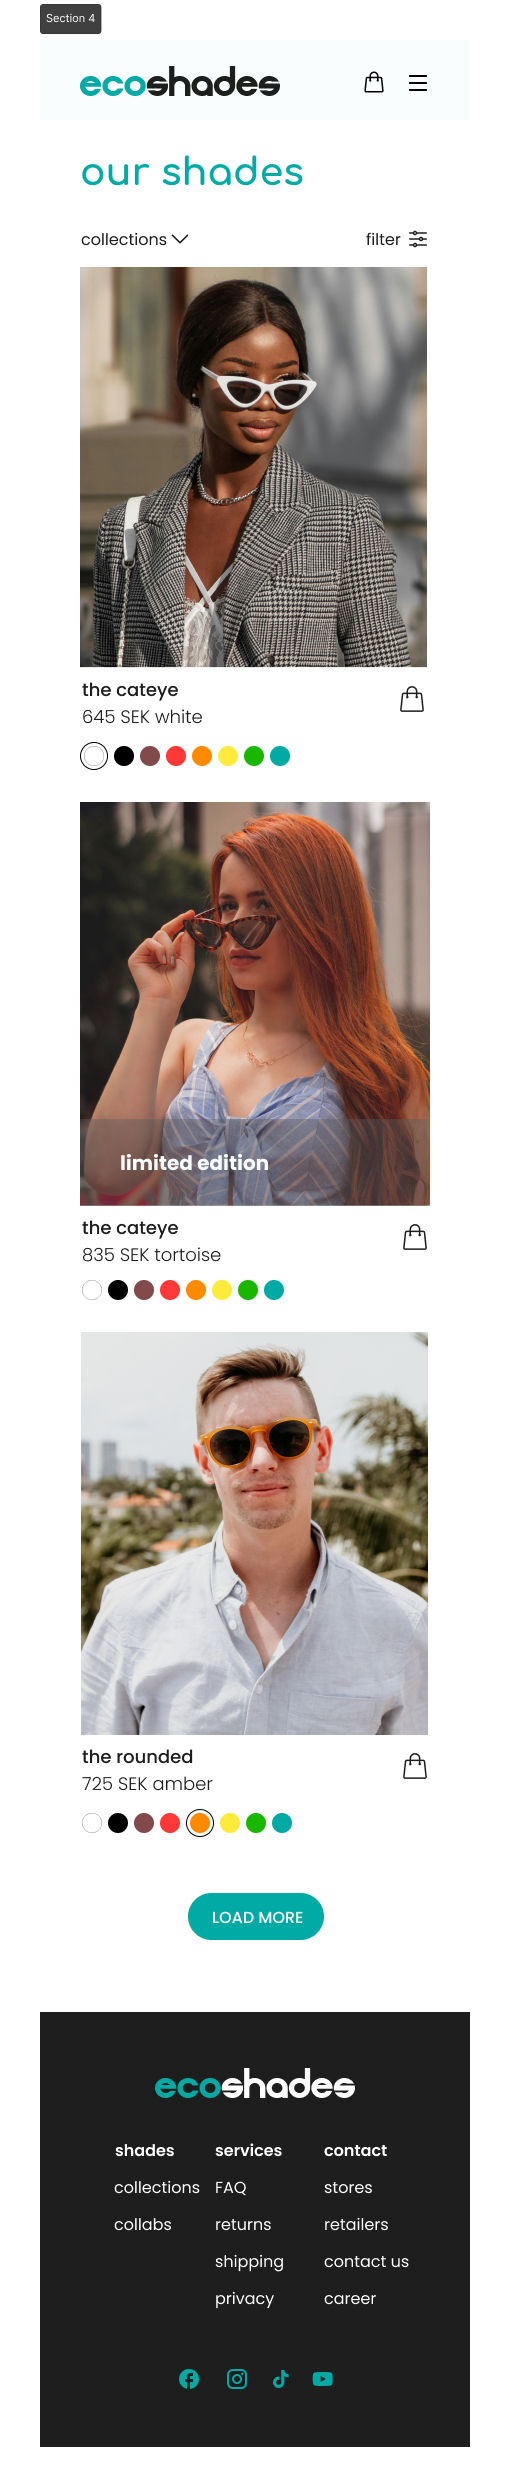 Section 4
ecoshades
our shades
collections filter
the cateye
645 SEK white
limited edition
the cateye
835 SEK tortoise
the rounded
725 SEK amber
LOAD MORE
ecoshades
shades services contact
collections FAQ stores
collabs returns retailers
shipping contact us
privacy career